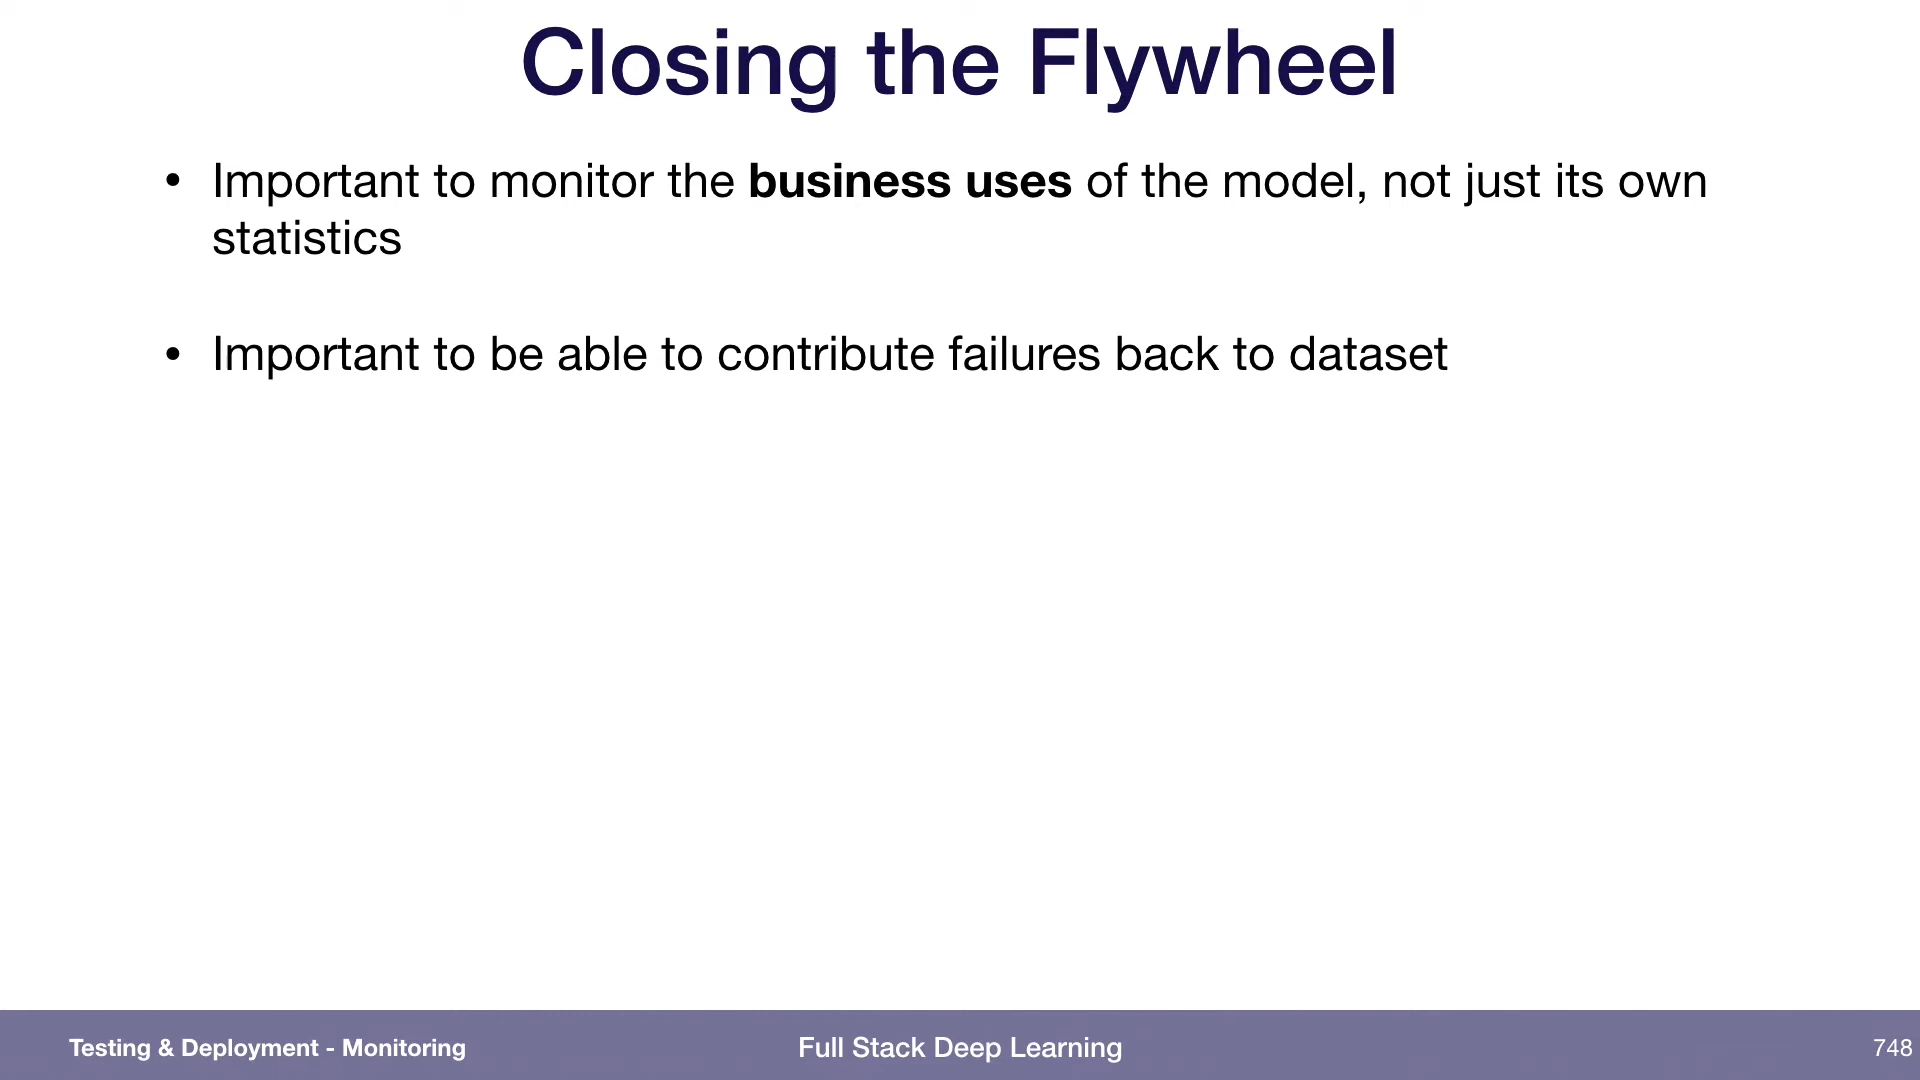 Closing the Flywheel
• Important to monitor the business uses of the model, not just its own
statistics
• Important to be able to contribute failures back to dataset
Testing & Deployment - Monitoring
Full Stack Deep Learning
748